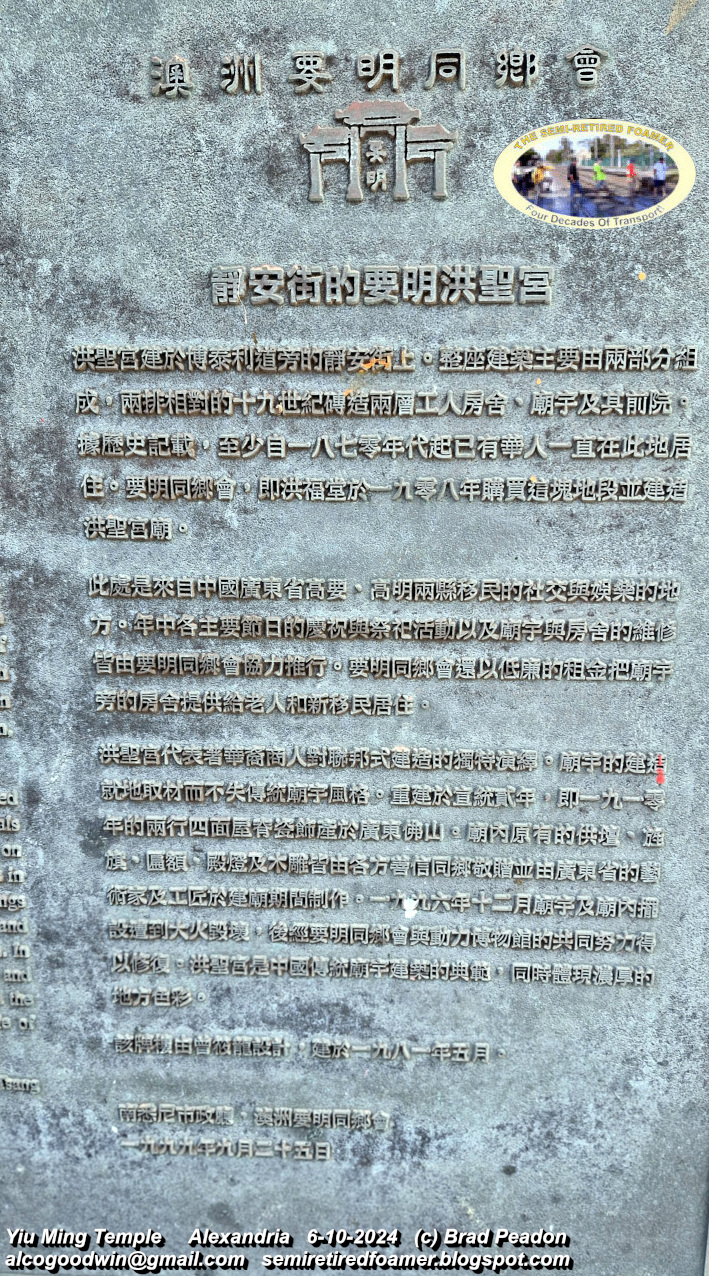 澳洲要明同鄉會
THE SEMI-RETIRED FOAMER
Four Decades Of Transport!
要明
靜安街的要明洪聖宮
洪聖宮建於博泰利道旁的靜安街上。整座建築主要由兩部分組
成，兩排相對的十九世紀磚造兩層工人房舍、廟宇及其前院。
據歷史記載，至少自一八七零年代起已有華人一直在此地居
住。要明同鄉會，即洪福堂於一九零八年購買這塊地段並建造
洪聖宮廟。
此處是來自中國廣東省高要、高明兩縣移民的社交與娛樂的地
方。年中各主要節日的慶祝與祭祀活動以及廟宇與房舍的維修
皆由要明同鄉會協力推行。要明同鄉會還以低廉的租金把廟宇
旁的房舍提供給老人和新移民居住。
洪聖宮代表著華裔商人對聯邦式建造的獨特演繹。廟宇的建造
就地取材而不失傳統廟宇風格。重建於宣統貳年，即一九一零
年的兩行四面屋脊瓷飾產於廣東佛山。廟內原有的供壇、
旗、匾額、殿燈及木雕皆由各方善信同鄉敬贈並由廣東省的藝
術家及工匠於建廟期間制作。一九九六年十二月廟宇及廟內擺
設遭到大火毀壞，後經要明同鄉會與動力博物館的共同努力得
以修復。洪聖宮是中國傳統廟宇建築的典範，同時體現濃厚的
地方色彩。
該牌樓由曾 龍設計，建於一九八一年五月。
南悉尼市政廳，澳洲要明同鄉會
一九九九年九月二十五日
ed
als
on
in
ngs
and
in
and
the
of
Yiu Ming Temple Alexandria 6-10-2024 (c) Brad Peadon
alcogoodwin@gmail.com semiretiredfoamer.blogspot.com